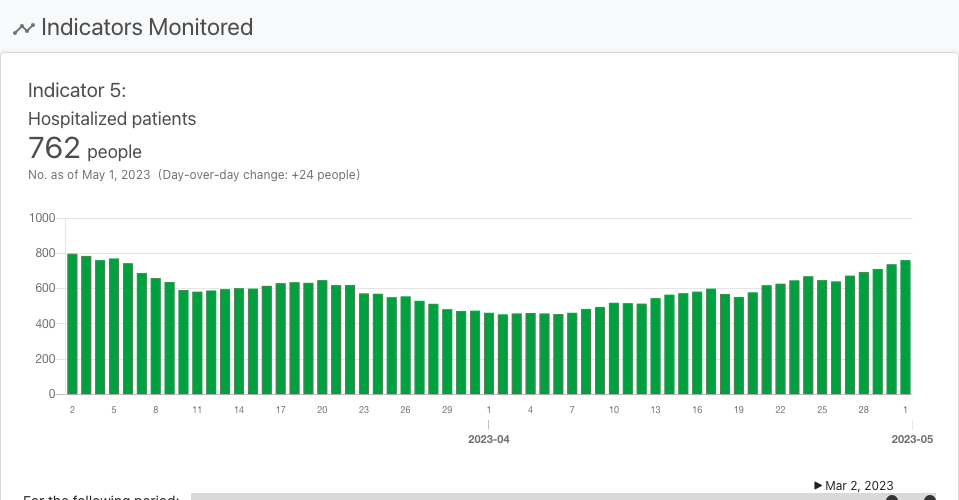 Indicators Monitored
Indicator 5:
Hospitalized patients
762 people
No. as of May 1, 2023 (Day-over-day change: +24 people)
1000
800
600
400
200
0
2 5 8 11 14 17 20 23 26 29 1 4 7 10 13 16 19 22 25 28 1
2023-04 2023-05
Mar 2, 2023
For the following period: